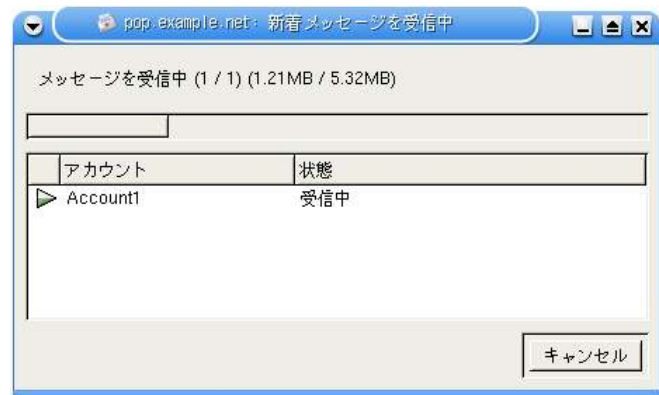 pop.example.net: 新着メッセージを受信中
メッセージを受信中 (1 / 1) (1.21MB / 5.32MB)
アカウント 状態
Account1 受信中
キャンセル